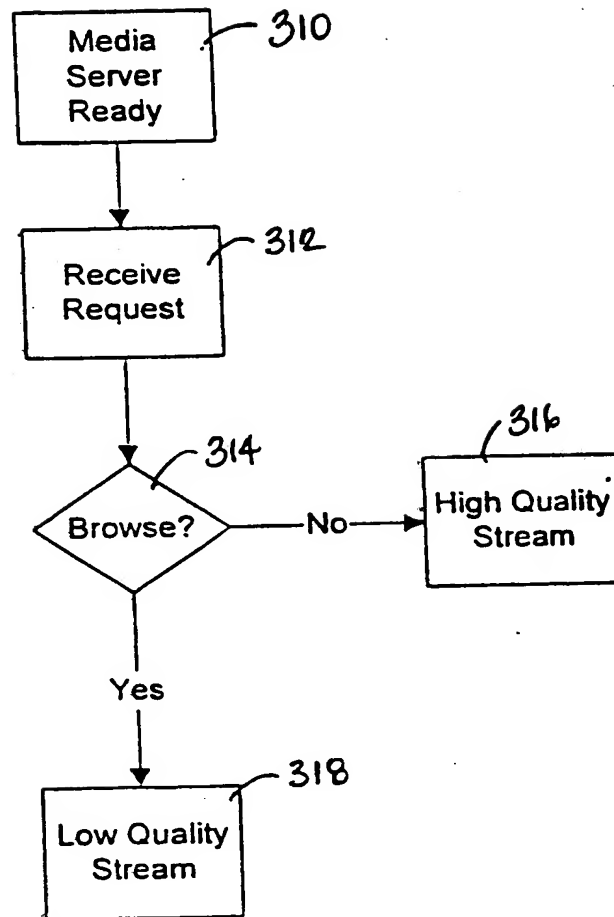 Media
Server
Ready
310
Receive
Request
312
Browse?
314
No
High Quality
Stream
316
Yes
Low Quality
Stream
318